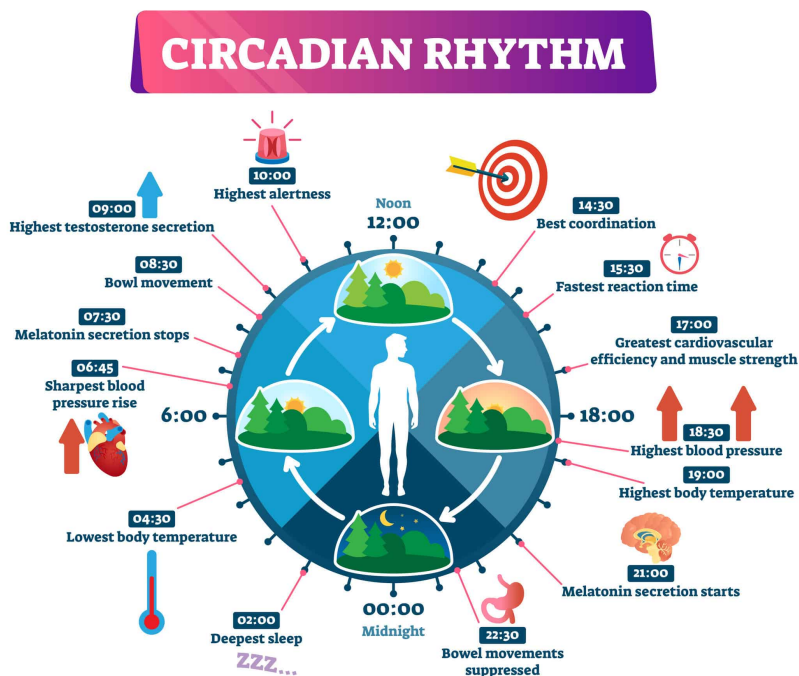 CIRCADIAN RHYTHM
10:00
Highest alertness
09:00
Highest testosterone secretion
08:30
Bowl movement
07:30
Melatonin secretion stops
06:45
Sharpest blood
pressure rise
6:00
04:30
Lowest body temperature
02:00
Deepest sleep
ZZZ...
Noon
12:00
14:30
Best coordination
15:30
Fastest reaction time
17:00
Greatest cardiovascular
efficiency and muscle strength
18:00
18:30
Highest blood pressure
19:00
Highest body temperature
21:00
Melatonin secretion starts
22:30
Bowel movements
suppressed
00:00
Midnight